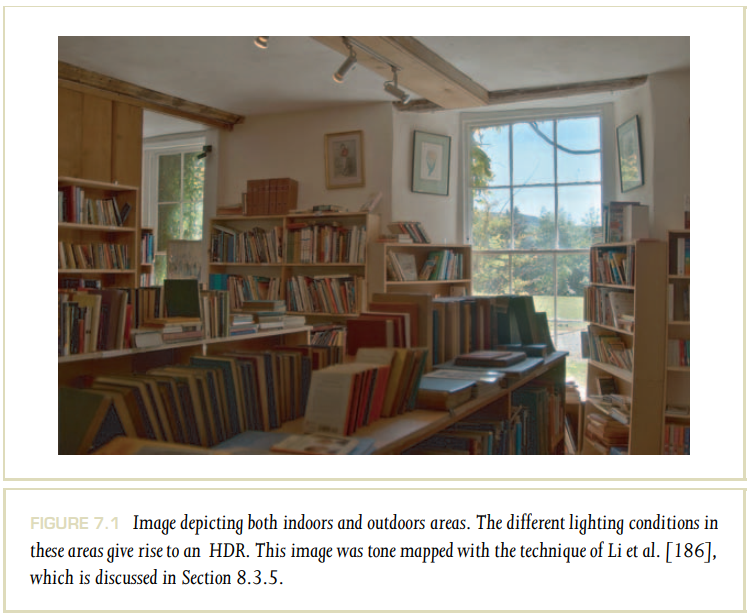 FIGURE 7.1 Image depicting both indoors and outdoors areas. The different lighting conditions in
these areas give rise to an HDR. This image was tone mapped with the technique of Li et al. [186],
which is discussed in Section 8.3.5.